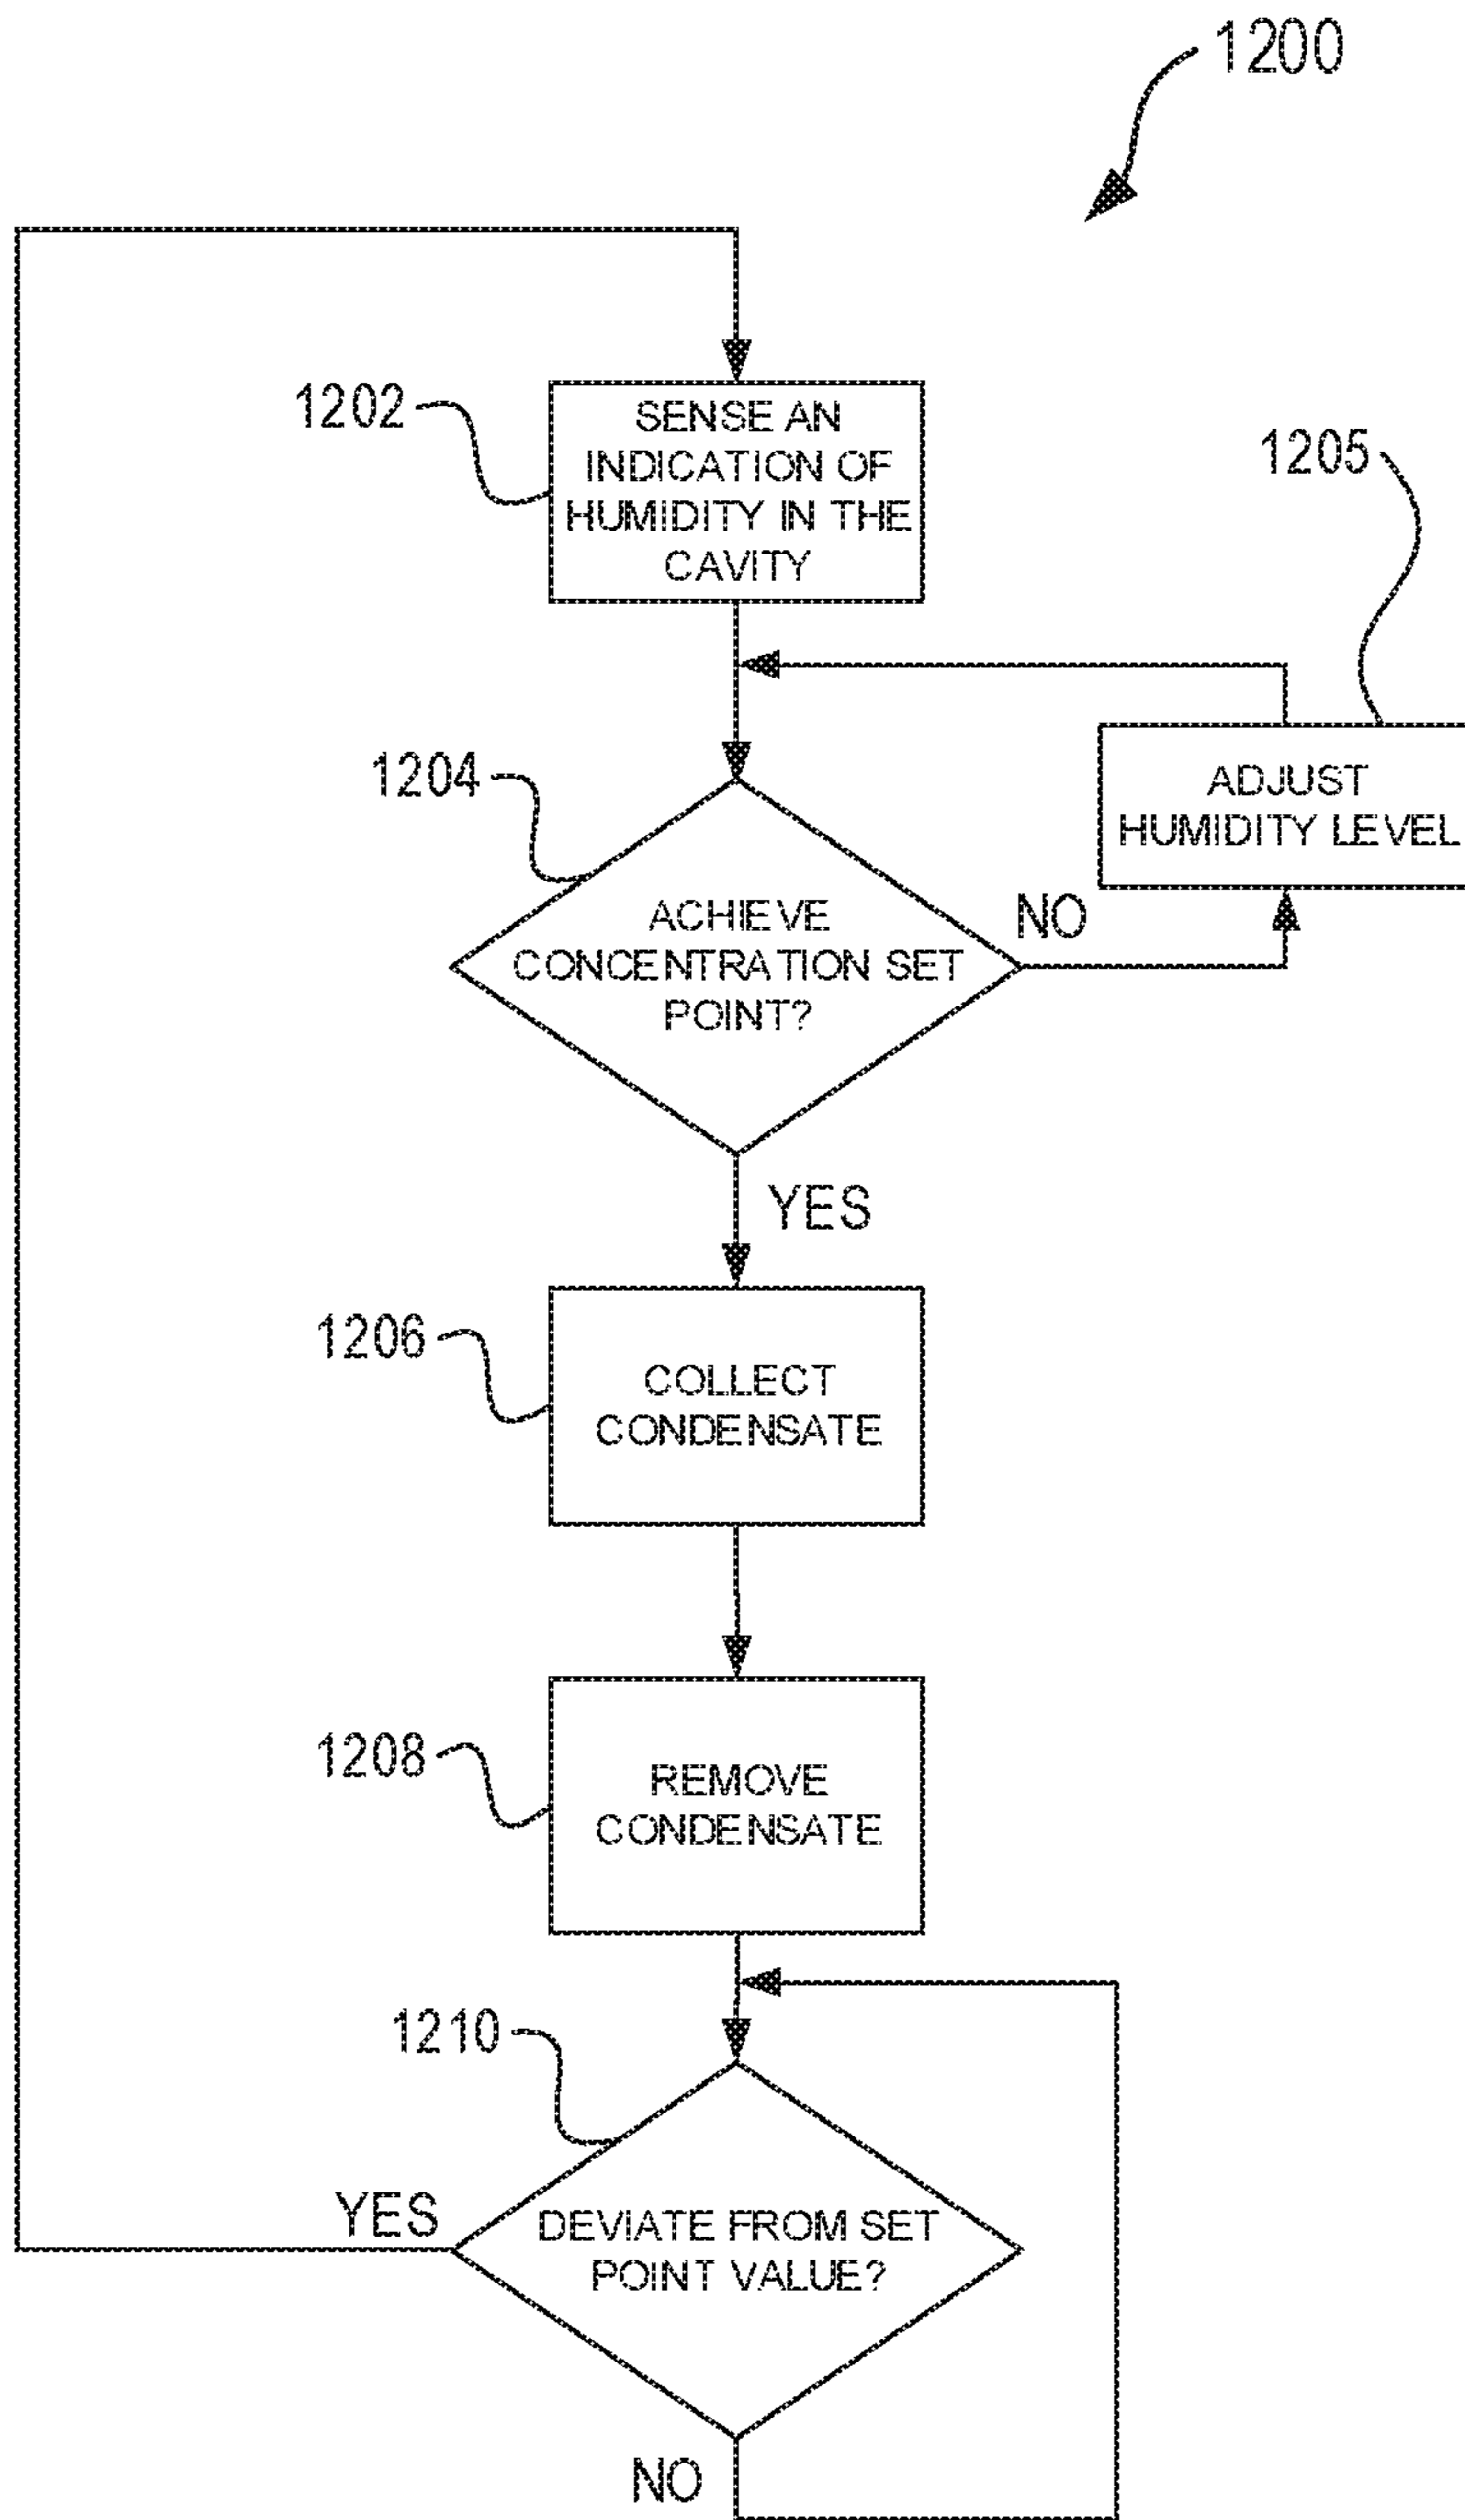 1200
1202
SENSE AN
INDICATION OF
HUMIDITY IN THE
CAVITY
1205
ADJUST
HUMIDITY LEVEL
1204
ACHIEVE
CONCENTRATION SET
POINT?
NO
YES
1206
COLLECT
CONDENSATE
1208
REMOVE
CONDENSATE
1210
DEVIATE FROM SET
POINT VALUE?
YES
NO